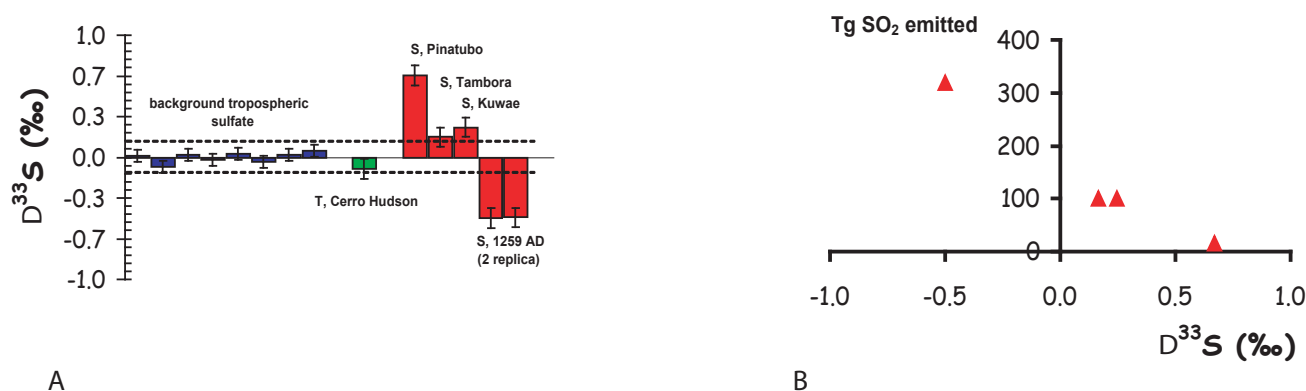 1.0
0.7
0.3
0.0
-0.3
-0.7
-1.0
D33S (‰)
background tropospheric
sulfate
T, Cerro Hudson
S, Pinatubo
S, Tambora
S, Kuwae
S, 1259 AD
(2 replica)
A
Tg SO2 emitted
400
300
200
100
0
-1.0 -0.5 0.0 0.5 1.0
D33S (‰)
B